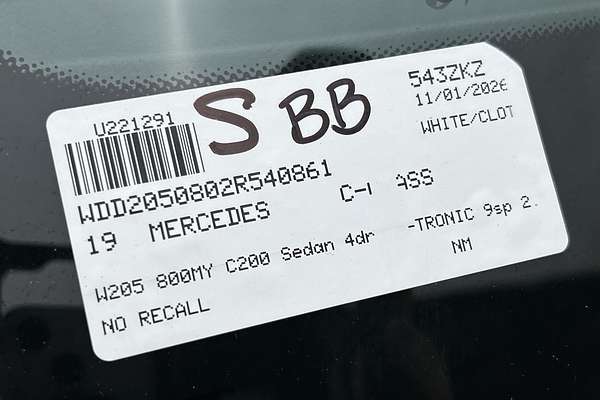 U221291 S BB 543ZKZ
11/01/2026
WHITE/CLOT
WDD2050802R540861
19 MERCEDES
W205 800MY C200 Sedan 4dr -TRONIC 9sp 2.
NM
NO RECALL